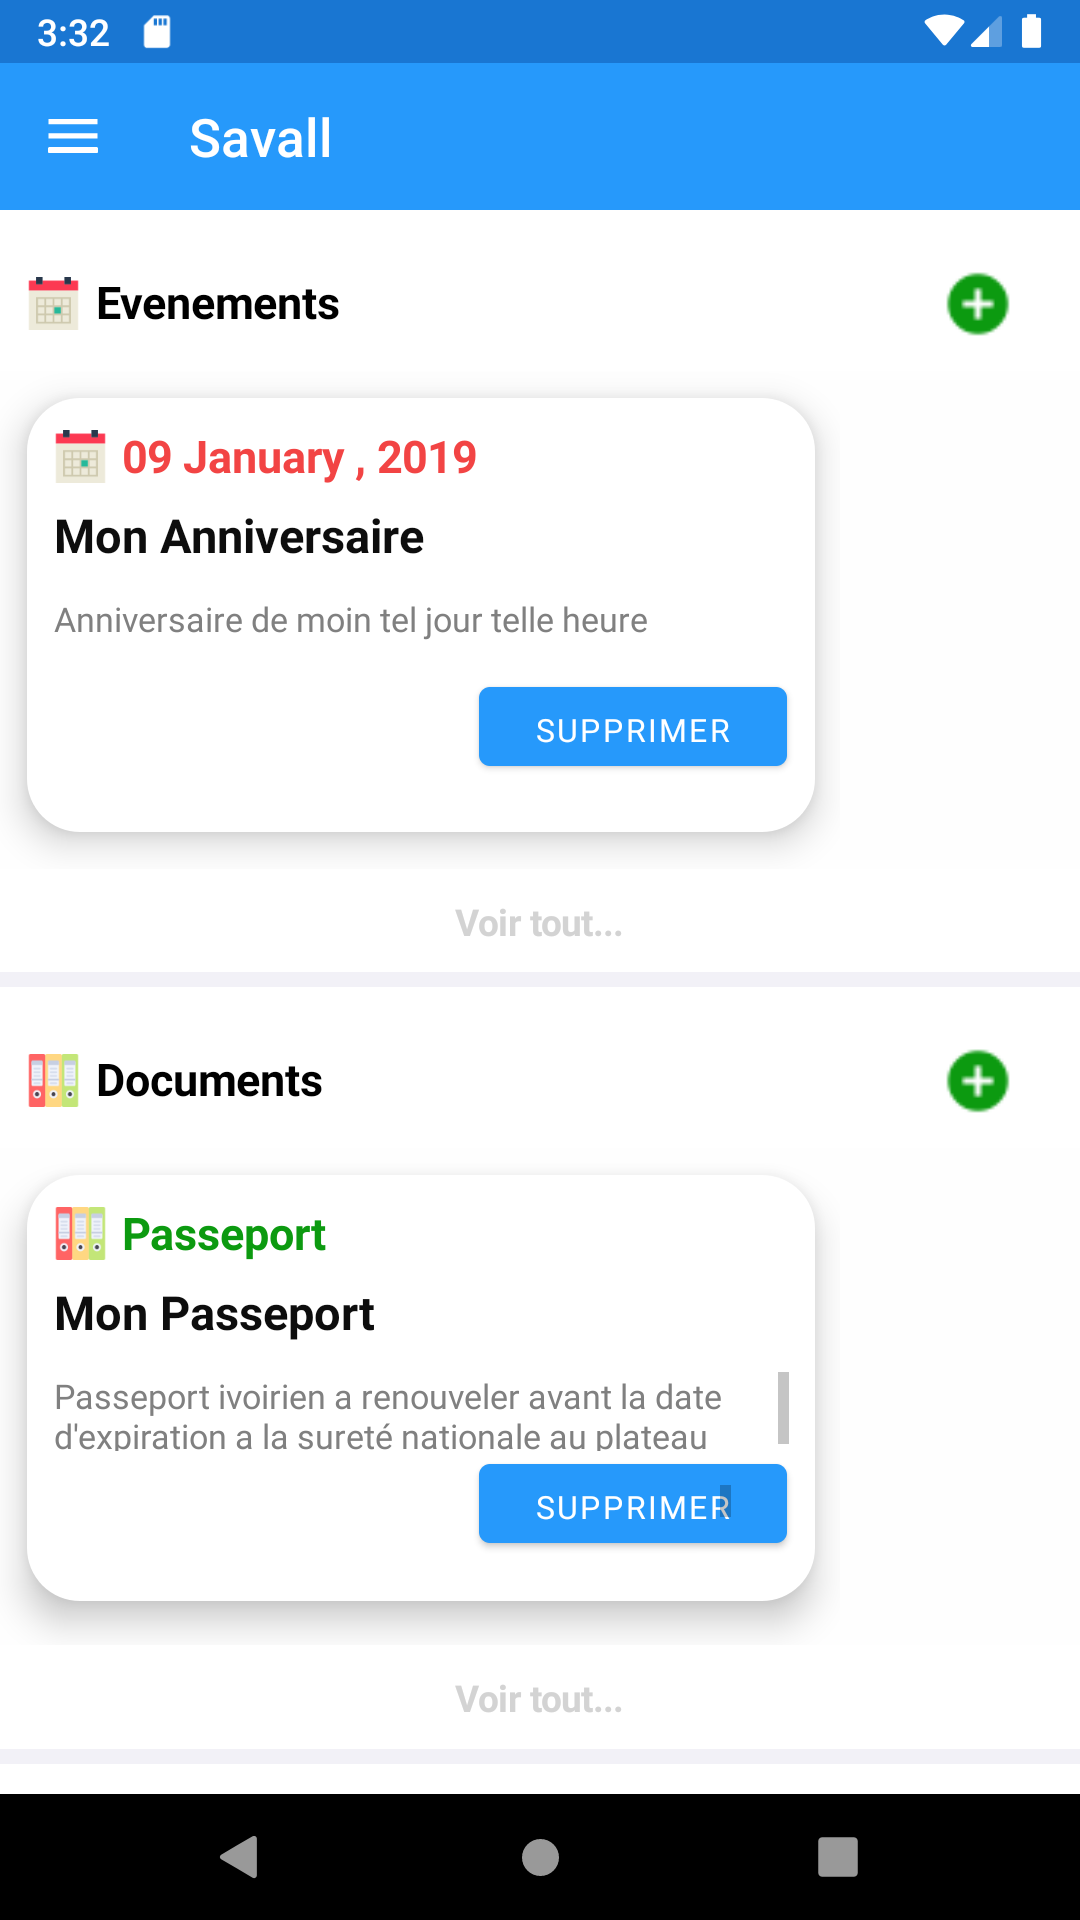 3:32
Savall
Evenements
09 January , 2019
Mon Anniversaire
Anniversaire de moin tel jour telle heure
SUPPRIMER
Voir tout...
Documents
Passeport
Mon Passeport
Passeport ivoirien a renouveler avant la date
d'expiration a la sureté nationale au plateau
SUPPRIMER
Voir tout...